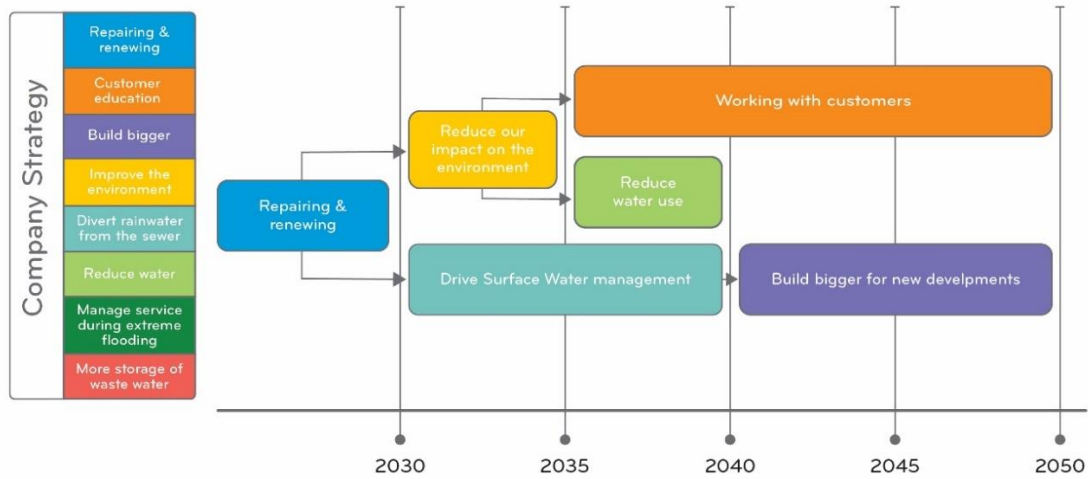 Company Strategy
Repairing &
renewing
Customer
education
Build bigger
Improve the
environment
Divert rainwater
from the sewer
Reduce water
Manage service
during extreme
flooding
More storage of
waste water
Repairing &
renewing
Reduce our
impact on the
environment
Working with customers
Reduce
water use
Drive Surface Water management
Build bigger for new develpments
2030
2035
2040
2045
2050